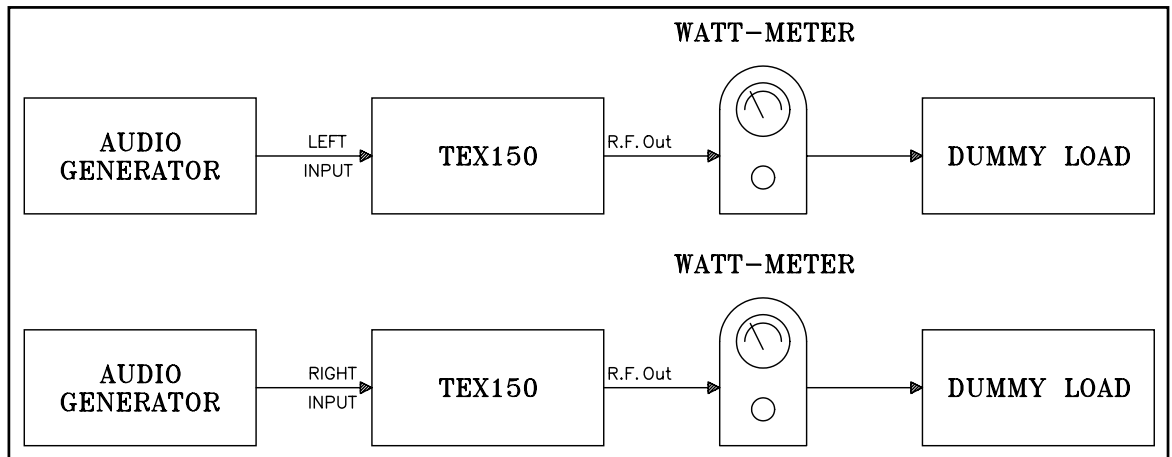 WATT-METER
AUDIO
GENERATOR
LEFT
INPUT
TEX150
R.F. Out
DUMMY LOAD
WATT-METER
AUDIO
GENERATOR
RIGHT
INPUT
TEX150
R.F. Out
DUMMY LOAD